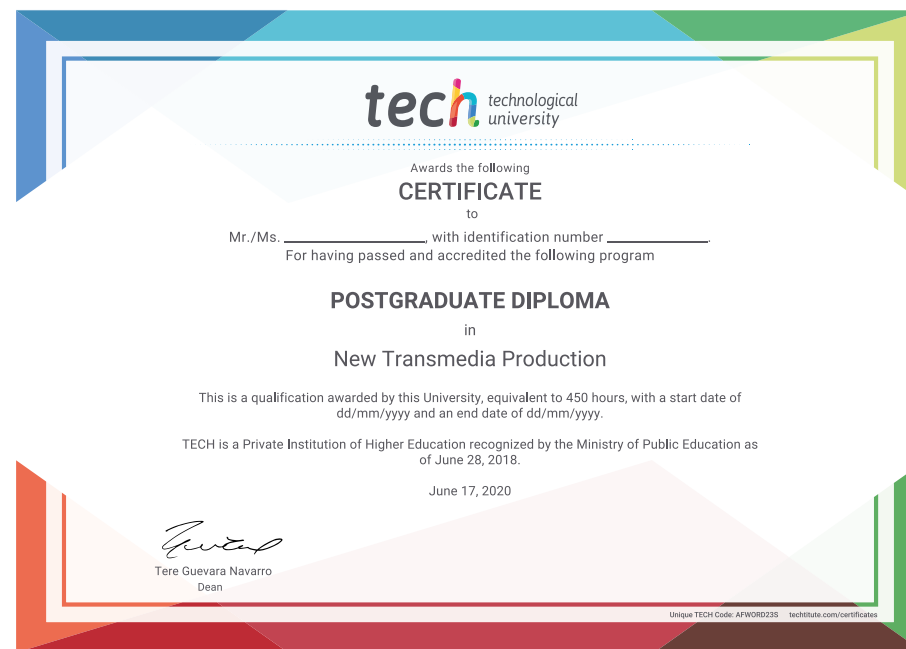 tech technological
university
Awards the following
CERTIFICATE
to
Mr./Ms. ____________________, with identification number ______________.
For having passed and accredited the following program
POSTGRADUATE DIPLOMA
in
New Transmedia Production
This is a qualification awarded by this University, equivalent to 450 hours, with a start date of
dd/mm/yyyy and an end date of dd/mm/yyyy.
TECH is a Private Institution of Higher Education recognized by the Ministry of Public Education as
of June 28, 2018.
June 17, 2020
Tere Guevara Navarro
Dean
Unique TECH Code: AFWORD23S techtitute.com/certificates